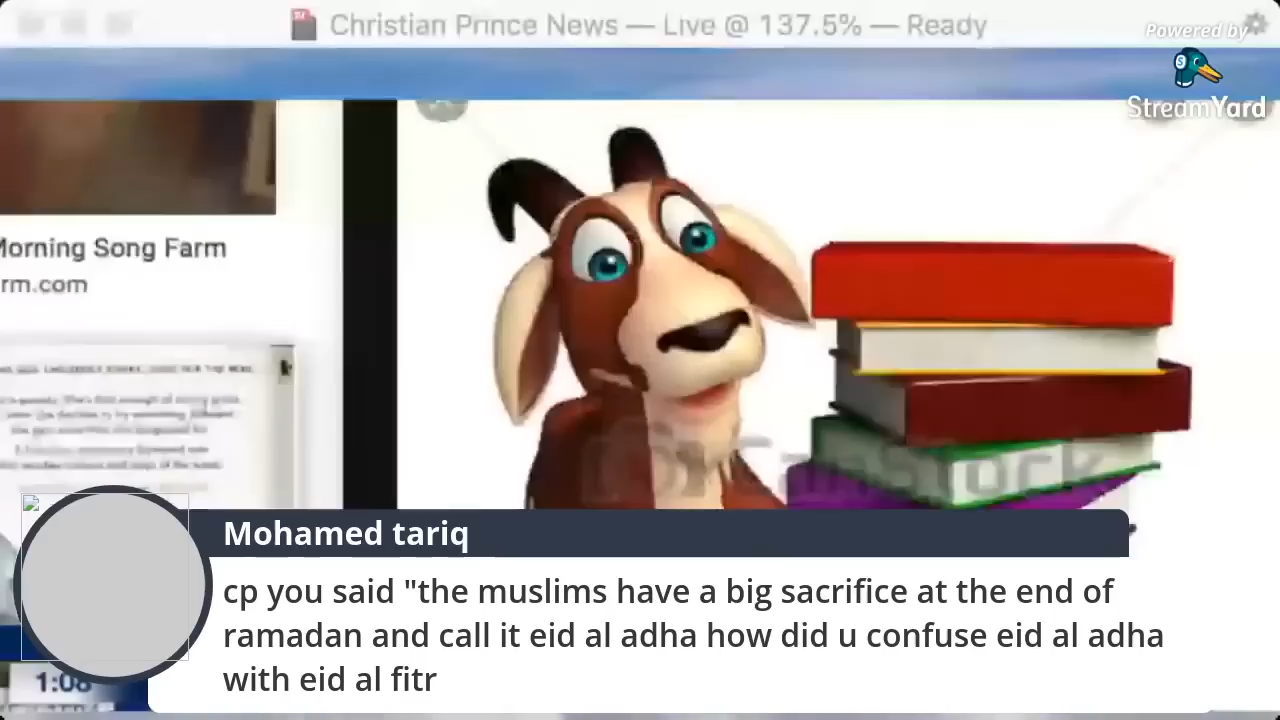 Christian Prince News — Live @ 137.5% — Ready
Powered by
StreamYard
Morning Song Farm
rm.com
CanStock
Mohamed tariq
cp you said "the muslims have a big sacrifice at the end of
ramadan and call it eid al adha how did u confuse eid al adha
with eid al fitr
1:08